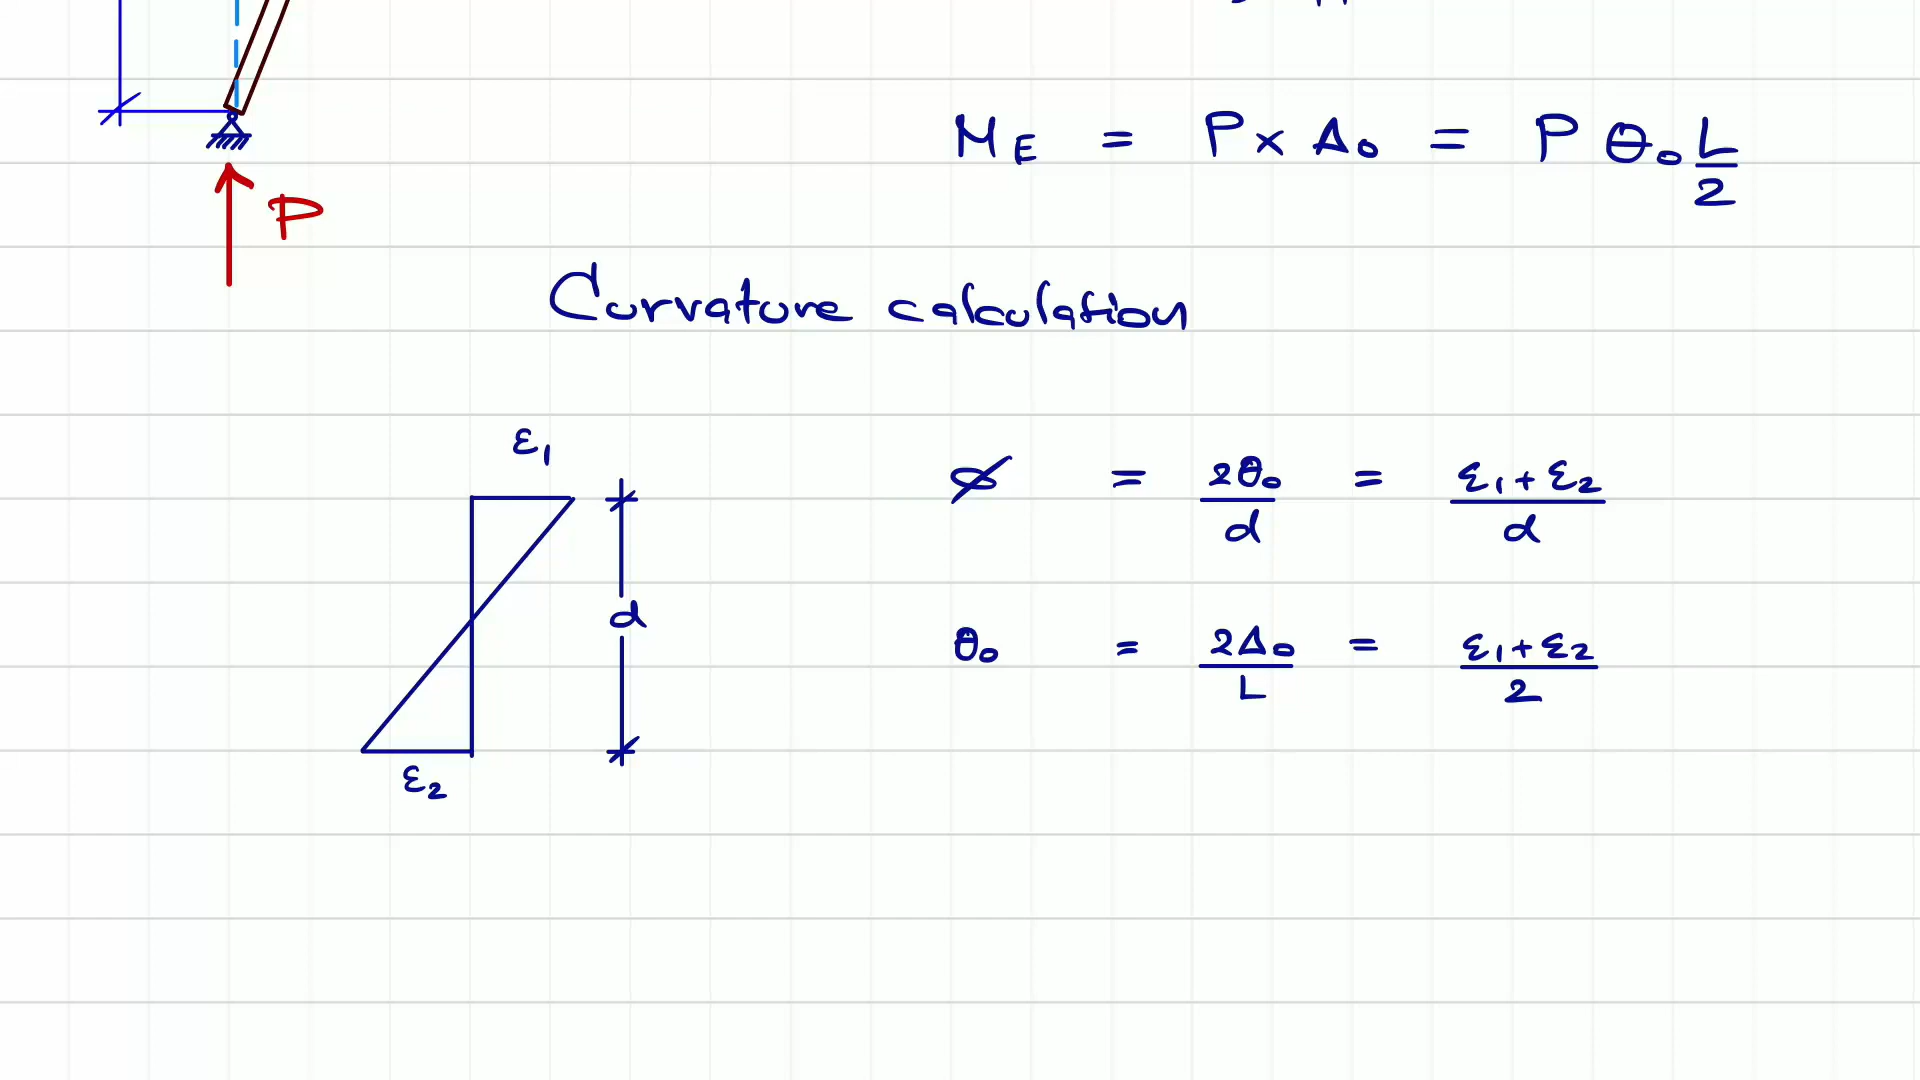 M_E = P x Δ₀ = P θ₀ L/2
P
Curvature calculation
ε₁
ø = 2θ₀/d = ε₁+ε₂/d
d
θ₀ = 2Δ₀/L = ε₁+ε₂/2
ε₂